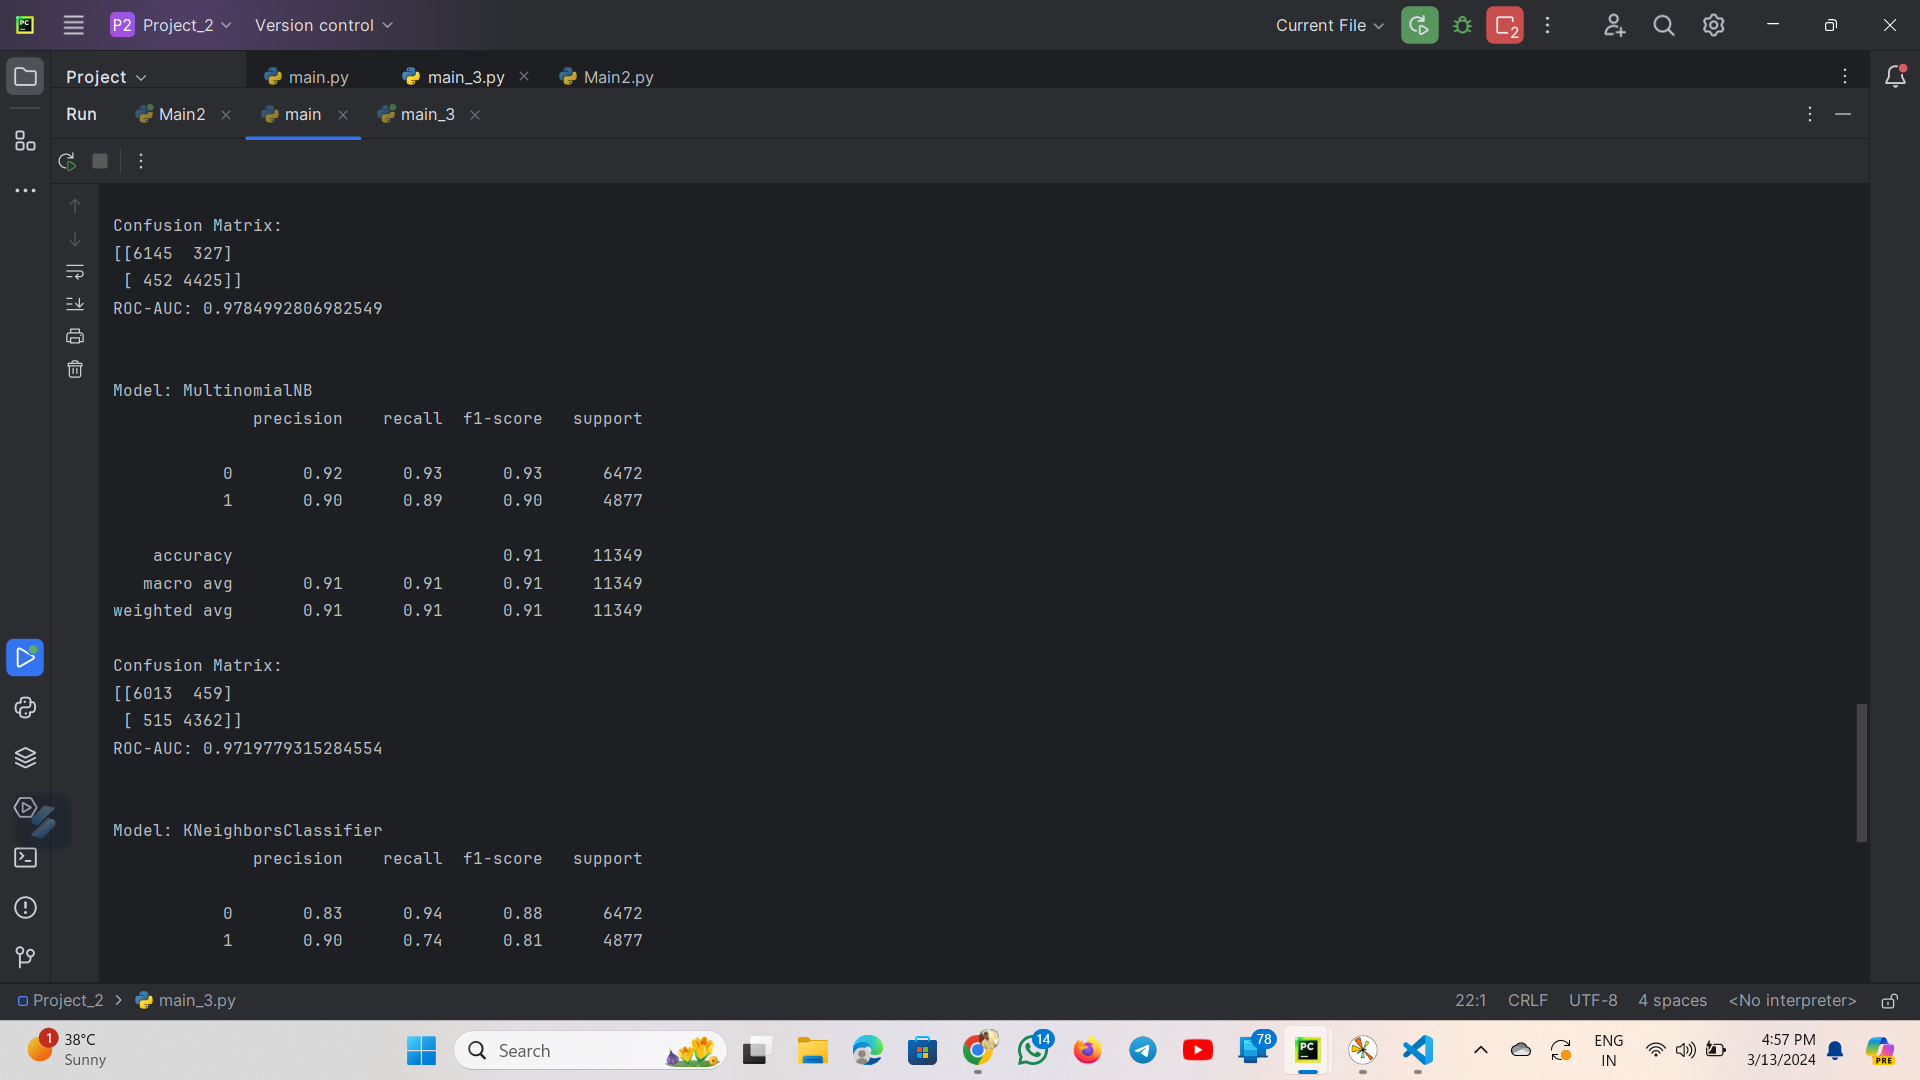 P2 Project_2 Version control Current File 2
Project main.py main_3.py Main2.py
Run Main2 main main_3
Confusion Matrix:
[[6145  327]
 [ 452 4425]]
ROC-AUC: 0.9784992806982549
Model: MultinomialNB
precision recall f1-score support
0 0.92 0.93 0.93 6472
1 0.90 0.89 0.90 4877
accuracy 0.91 11349
macro avg 0.91 0.91 0.91 11349
weighted avg 0.91 0.91 0.91 11349
Confusion Matrix:
[[6013  459]
 [ 515 4362]]
ROC-AUC: 0.9719779315284554
Model: KNeighborsClassifier
precision recall f1-score support
0 0.83 0.94 0.88 6472
1 0.90 0.74 0.81 4877
Project_2 > main_3.py 22:1 CRLF UTF-8 4 spaces <No interpreter>
1 38°C
Sunny
Search
14
78
PC
ENG
IN
4:57 PM
3/13/2024
PRE